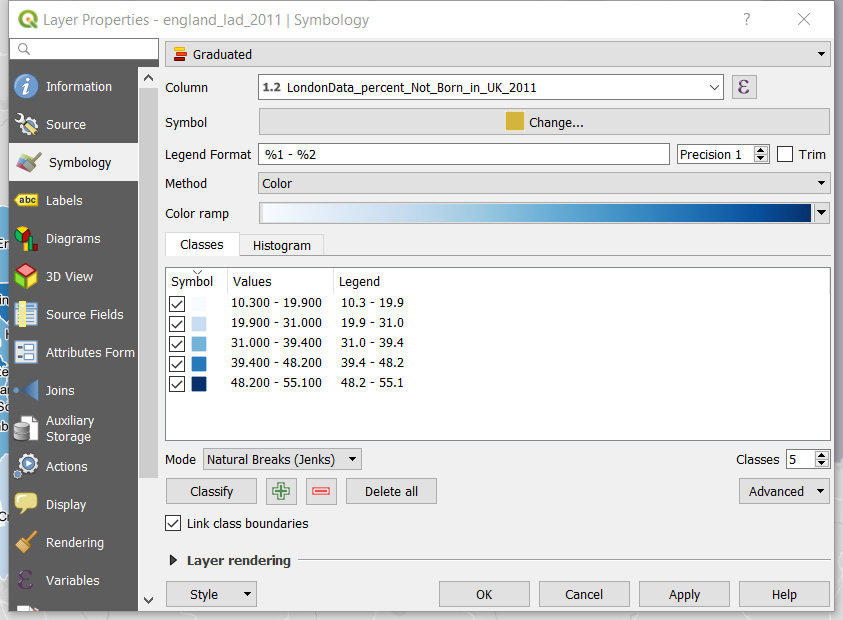 Layer Properties - england_lad_2011 | Symbology ?
Information
Source
Symbology
abc Labels
Diagrams
3D View
Source Fields
Attributes Form
Joins
Auxiliary
Storage
Actions
Display
Rendering
ε Variables
Graduated
Column 1.2 LondonData_percent_Not_Born_in_UK_2011 ε
Symbol Change...
Legend Format %1 - %2 Precision 1 Trim
Method Color
Color ramp
Classes Histogram
Symbol Values Legend
10.300 - 19.900 10.3 - 19.9
19.900 - 31.000 19.9 - 31.0
31.000 - 39.400 31.0 - 39.4
39.400 - 48.200 39.4 - 48.2
48.200 - 55.100 48.2 - 55.1
Mode Natural Breaks (Jenks) Classes 5
Classify Delete all Advanced
Link class boundaries
Layer rendering
Style OK Cancel Apply Help